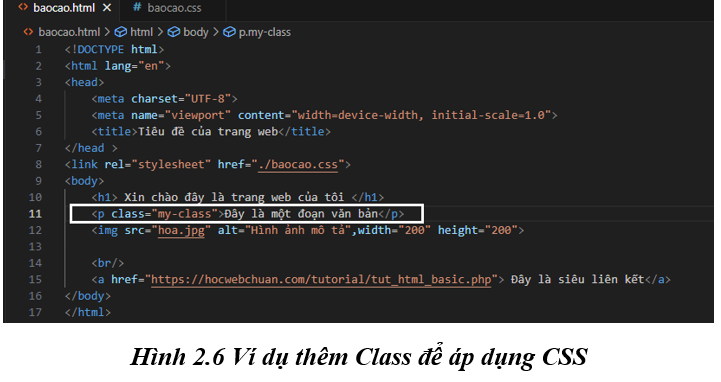 baocao.html × # baocao.css
baocao.html > html > body > p.my-class
1 <!DOCTYPE html>
2 <html lang="en">
3 <head>
4 <meta charset="UTF-8">
5 <meta name="viewport" content="width=device-width, initial-scale=1.0">
6 <title>Tiêu đề của trang web</title>
7 </head >
8 <link rel="stylesheet" href="./baocao.css">
9 <body>
10 <h1> Xin chào đây là trang web của tôi </h1>
11 <p class="my-class">Đây là một đoạn văn bản</p>
12 <img src="hoa.jpg" alt="Hình ảnh mô tả",width="200" height="200">
13
14 <br/>
15 <a href="https://hocwebchuan.com/tutorial/tut_html_basic.php"> Đây là siêu liên kết</a>
16 </body>
17 </html>
Hình 2.6 Ví dụ thêm Class để áp dụng CSS